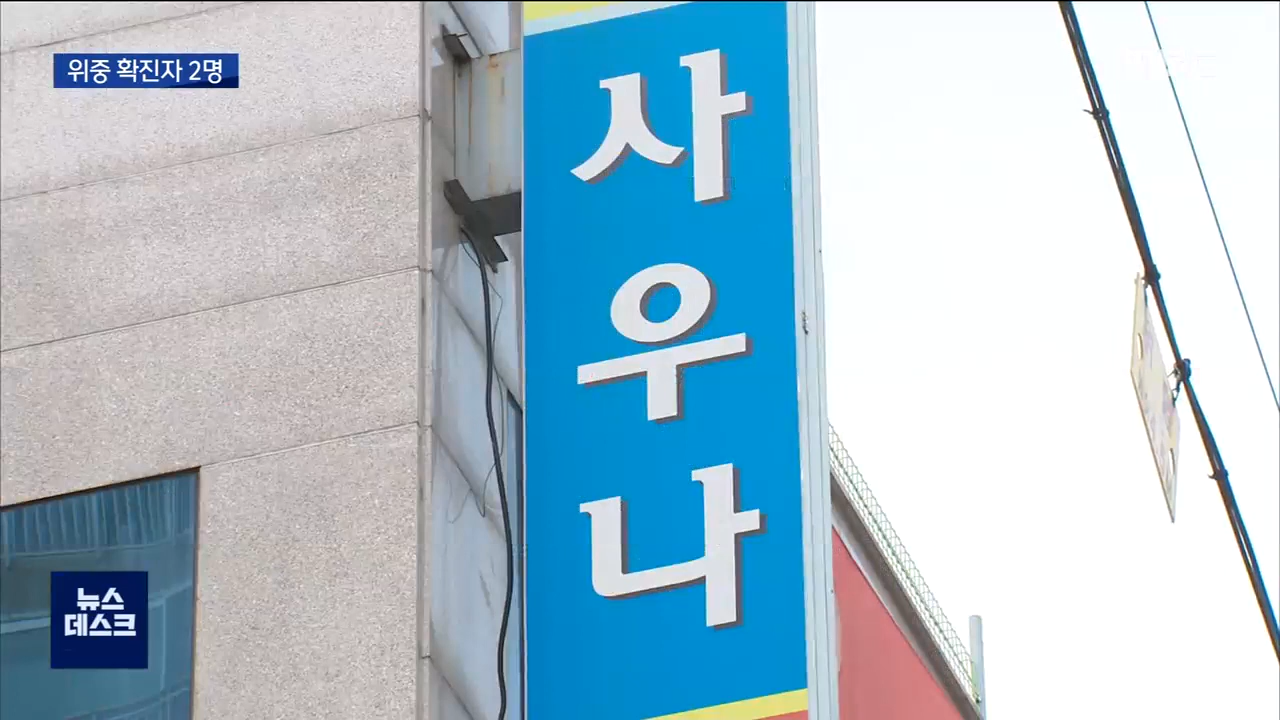 위중 확진자 2명
사우나
뉴스
데스크